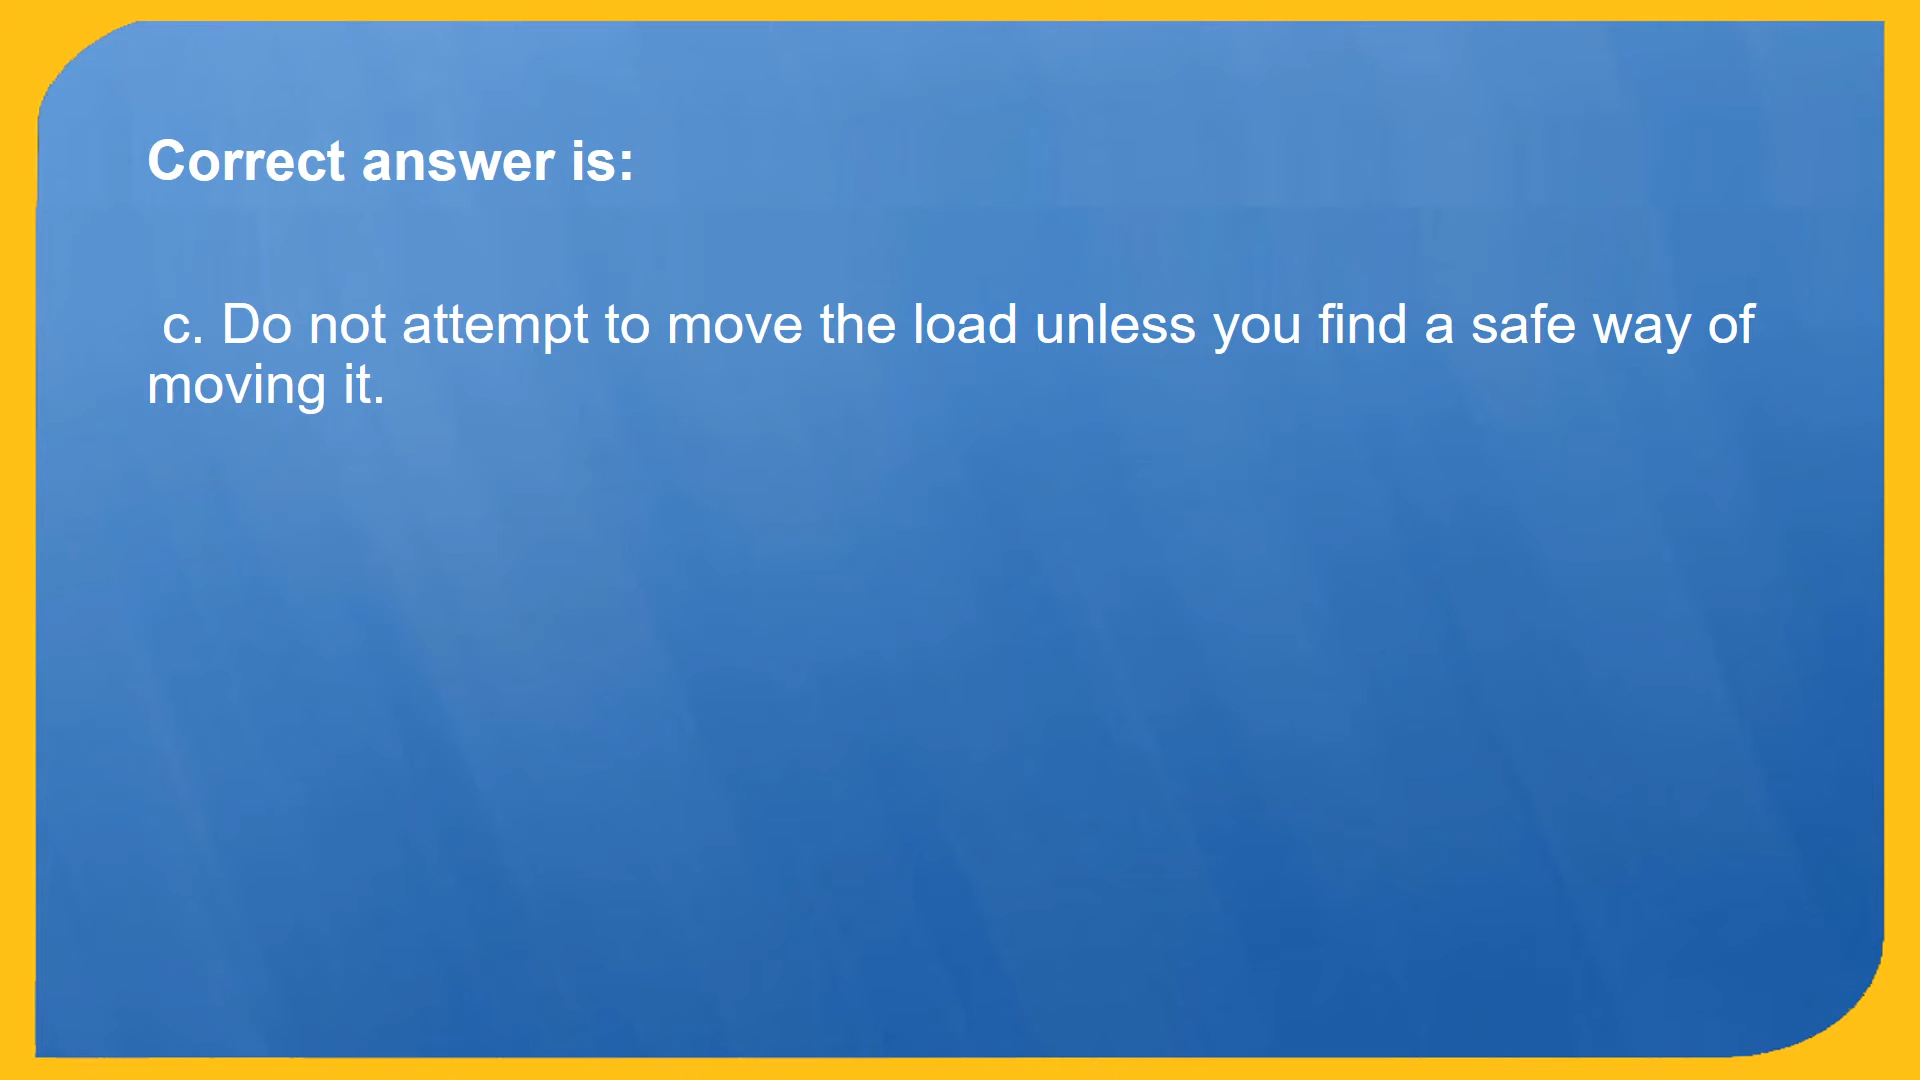 Correct answer is:
c. Do not attempt to move the load unless you find a safe way of
moving it.